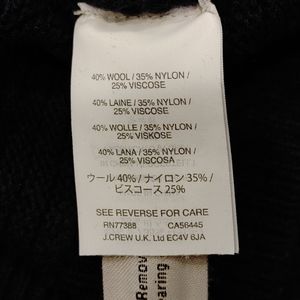 40% WOOL / 35% NYLON /
25% VISCOSE
40% LAINE / 35% NYLON /
25% VISCOSE
40% WOLLE / 35% NYLON /
25% VISKOSE
40% LANA / 35% NYLON /
25% VISCOSA
ウール 40% / ナイロン 35% /
ビスコース 25%
SEE REVERSE FOR CARE
RN77388 CA56445
J.CREW U.K. Ltd EC4V 6JA
Remov
aring